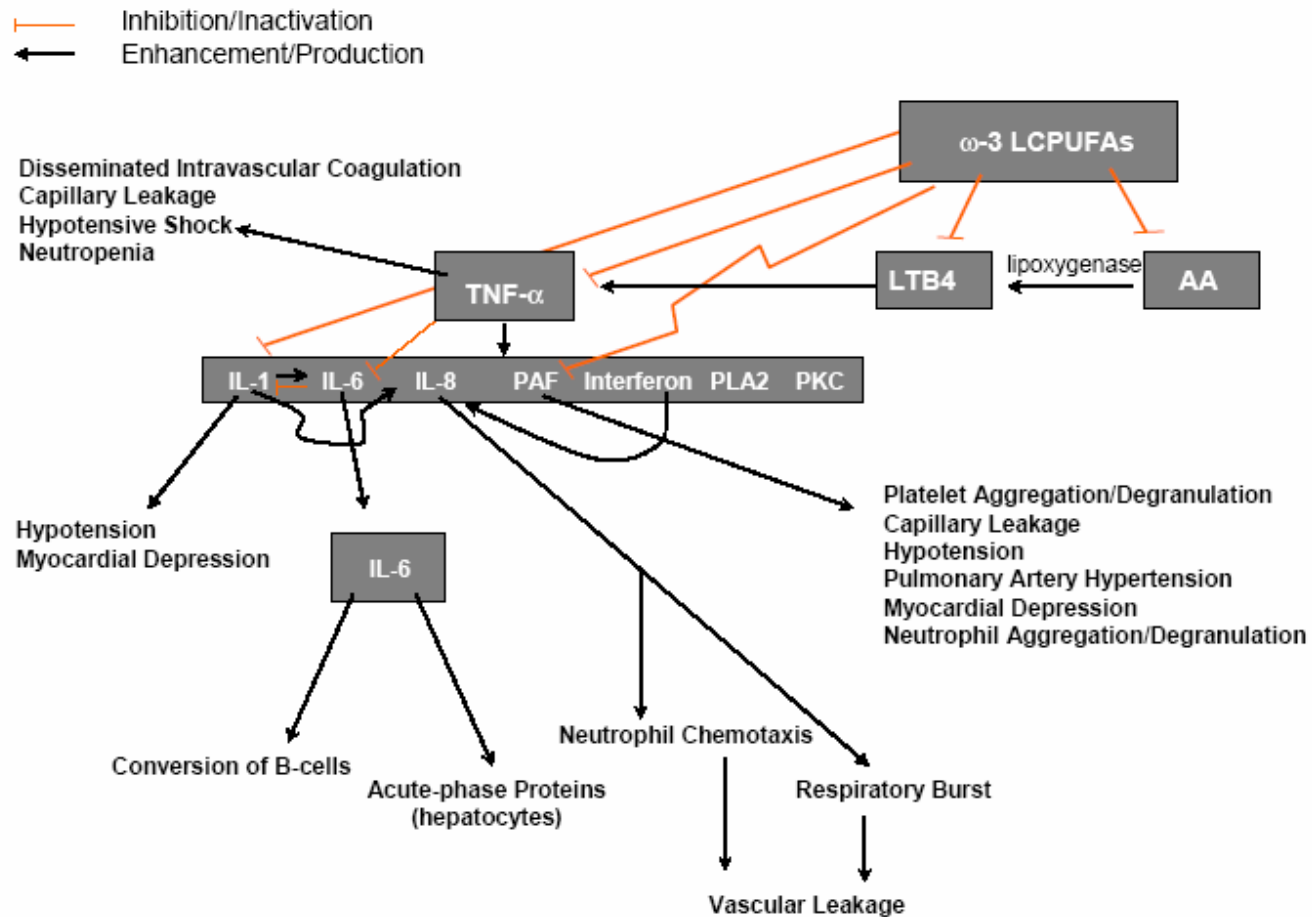 Inhibition/Inactivation
Enhancement/Production
ω-3 LCPUFAs
Disseminated Intravascular Coagulation
Capillary Leakage
Hypotensive Shock
Neutropenia
TNF-α
LTB4
lipoxygenase
AA
IL-1 IL-6 IL-8 PAF Interferon PLA2 PKC
Hypotension
Myocardial Depression
IL-6
Platelet Aggregation/Degranulation
Capillary Leakage
Hypotension
Pulmonary Artery Hypertension
Myocardial Depression
Neutrophil Aggregation/Degranulation
Conversion of B-cells
Acute-phase Proteins
(hepatocytes)
Neutrophil Chemotaxis
Respiratory Burst
Vascular Leakage